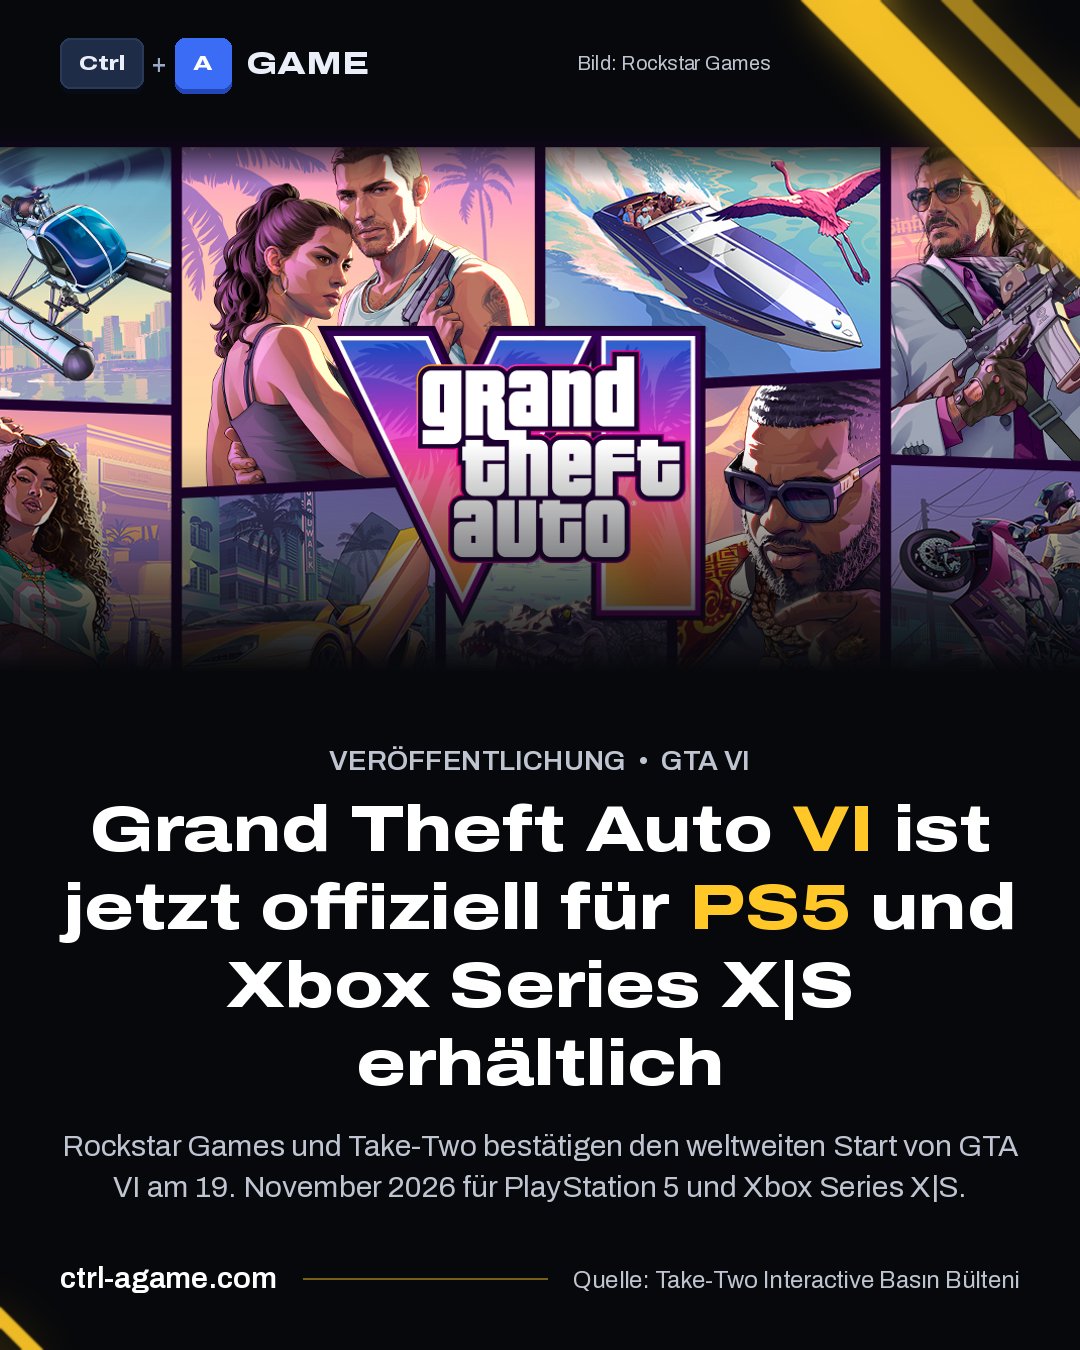 Ctrl + A GAME
Bild: Rockstar Games
VI
grand
theft
auto
VERÖFFENTLICHUNG • GTA VI
Grand Theft Auto VI ist
jetzt offiziell für PS5 und
Xbox Series X|S
erhältlich
Rockstar Games und Take-Two bestätigen den weltweiten Start von GTA
VI am 19. November 2026 für PlayStation 5 und Xbox Series X|S.
ctrl-agame.com
Quelle: Take-Two Interactive Basın Bülteni